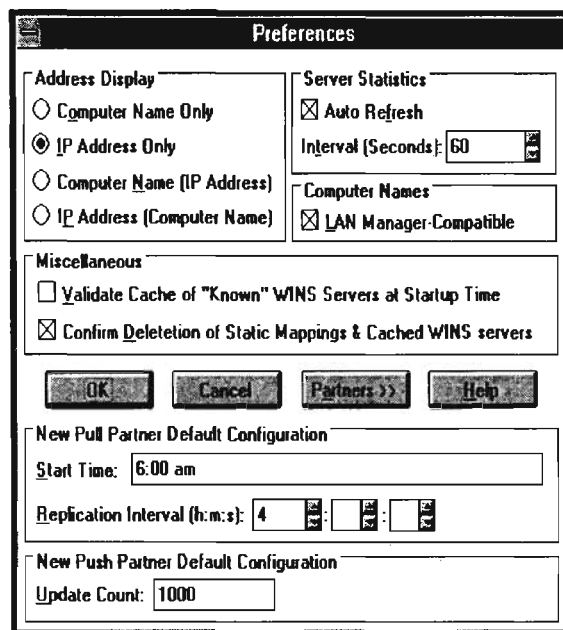 Preferences
Address Display
Computer Name Only
IP Address Only
Computer Name (IP Address)
IP Address (Computer Name)
Server Statistics
Auto Refresh
Interval (Seconds): 60
Computer Names
LAN Manager-Compatible
Miscellaneous
Validate Cache of "Known" WINS Servers at Startup Time
Confirm Deletetion of Static Mappings & Cached WINS servers
OK Cancel Partners >> Help
New Pull Partner Default Configuration
Start Time: 6:00 am
Replication Interval (h:m:s): 4 : :
New Push Partner Default Configuration
Update Count: 1000